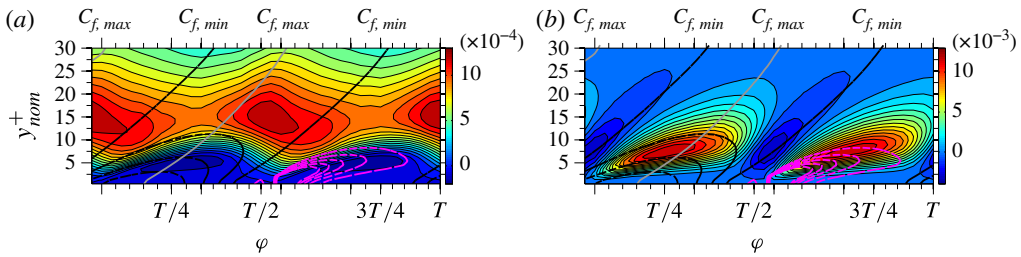 (a) C_{f, max} C_{f, min} C_{f, max} C_{f, min}
(×10^{-4})
30
25
20
15
10
5
y^+_{nom}
10
5
0
T/4 T/2 3T/4 T
φ
(b) C_{f, max} C_{f, min} C_{f, max} C_{f, min}
(×10^{-3})
30
25
20
15
10
5
10
5
0
T/4 T/2 3T/4 T
φ